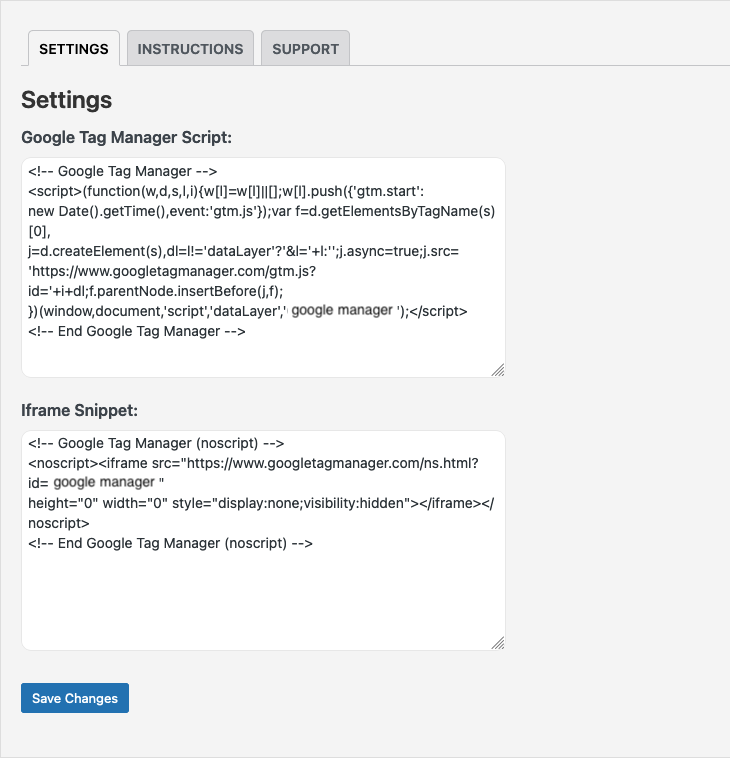 SETTINGS INSTRUCTIONS SUPPORT
Settings
Google Tag Manager Script:
<!-- Google Tag Manager -->
<script>(function(w,d,s,l,i){w[l]=w[l]||[];w[l].push({'gtm.start':
new Date().getTime(),event:'gtm.js'});var f=d.getElementsByTagName(s)
[0],
j=d.createElement(s),dl=l!='dataLayer'?'&l='+l:'';j.async=true;j.src=
'https://www.googletagmanager.com/gtm.js?
id='+i+dl;f.parentNode.insertBefore(j,f);
})(window,document,'script','dataLayer','google manager ');</script>
<!-- End Google Tag Manager -->
Iframe Snippet:
<!-- Google Tag Manager (noscript) -->
<noscript><iframe src="https://www.googletagmanager.com/ns.html?
id= google manager "
height="0" width="0" style="display:none;visibility:hidden"></iframe></
noscript>
<!-- End Google Tag Manager (noscript) -->
Save Changes